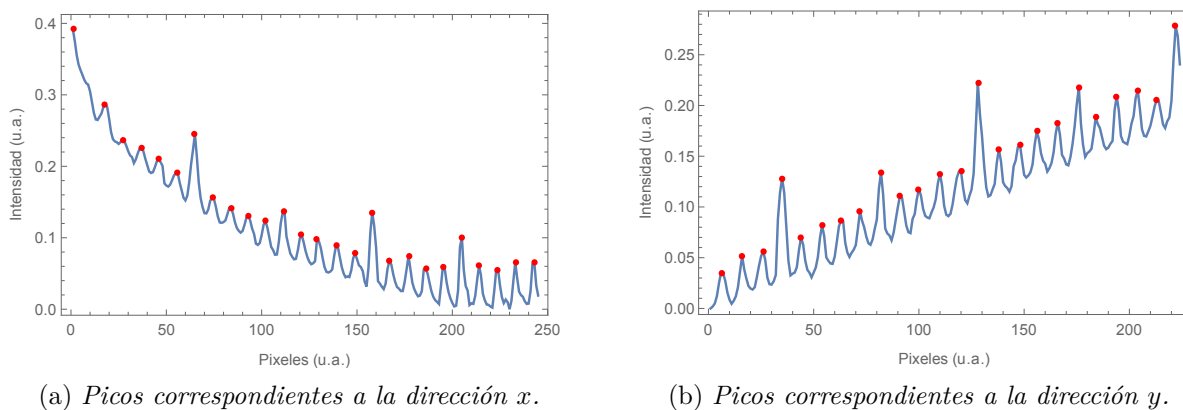 0.4
0.3
0.2
0.1
0.0
Intensidad (u.a.)
0 50 100 150 200 250
Pixeles (u.a.)
(a) Picos correspondientes a la dirección x.
0.25
0.20
0.15
0.10
0.05
0.00
Intensidad (u.a.)
0 50 100 150 200
Pixeles (u.a.)
(b) Picos correspondientes a la dirección y.